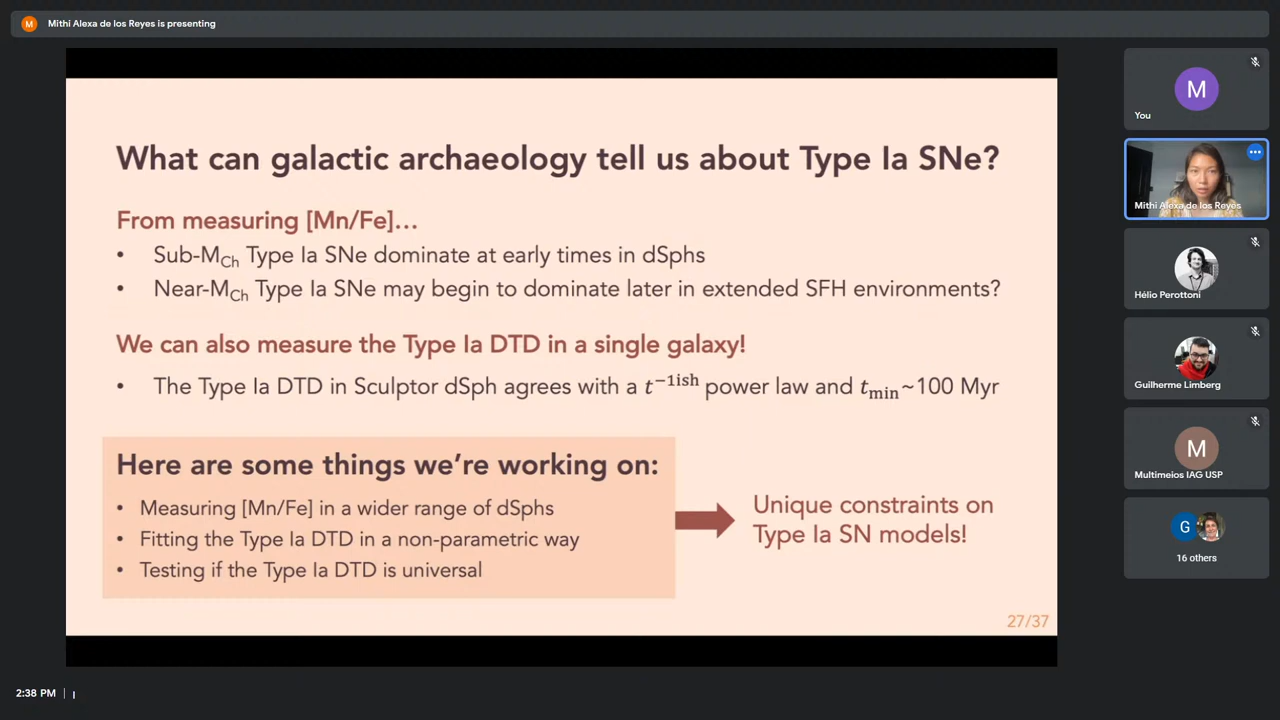 M Mithi Alexa de los Reyes is presenting
What can galactic archaeology tell us about Type Ia SNe?
From measuring [Mn/Fe]...
• Sub-M_Ch Type Ia SNe dominate at early times in dSphs
• Near-M_Ch Type Ia SNe may begin to dominate later in extended SFH environments?
We can also measure the Type Ia DTD in a single galaxy!
• The Type Ia DTD in Sculptor dSph agrees with a t^−1ish power law and t_min~100 Myr
Here are some things we're working on:
• Measuring [Mn/Fe] in a wider range of dSphs
• Fitting the Type Ia DTD in a non-parametric way
• Testing if the Type Ia DTD is universal
Unique constraints on
Type Ia SN models!
27/37
M
You
Mithi Alexa de los Reyes
Hélio Perottoni
Guilherme Limberg
M
Multimeios IAG USP
G
16 others
2:38 PM